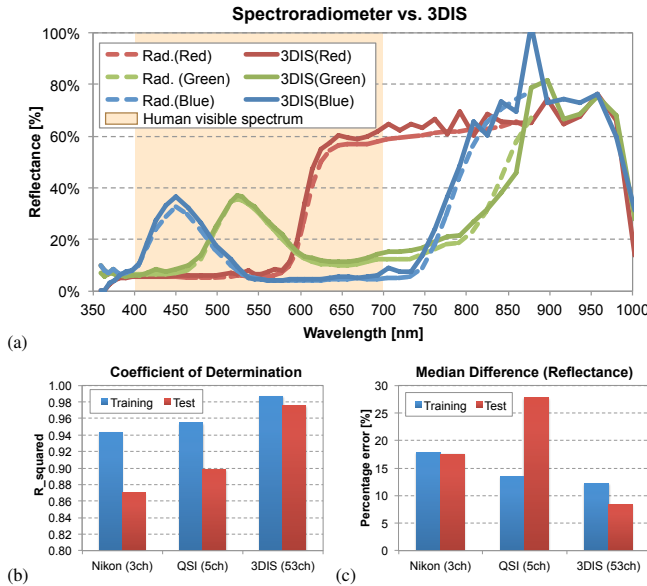 Spectroradiometer vs. 3DIS
100%
80%
60%
40%
20%
0%
Reflectance [%]
Rad.(Red)
3DIS(Red)
Rad. (Green)
3DIS(Green)
Rad.(Blue)
3DIS(Blue)
Human visible spectrum
350 400 450 500 550 600 650 700 750 800 850 900 950 1000
Wavelength [nm]
(a)
Coefficient of Determination
1.00
0.98
0.96
0.94
0.92
0.90
0.88
0.86
0.84
0.82
0.80
R_squared
Training Test
Nikon (3ch) QSI (5ch) 3DIS (53ch)
(b)
Median Difference (Reflectance)
30
25
20
15
10
5
0
Percentage error [%]
Training Test
Nikon (3ch) QSI (5ch) 3DIS (53ch)
(c)